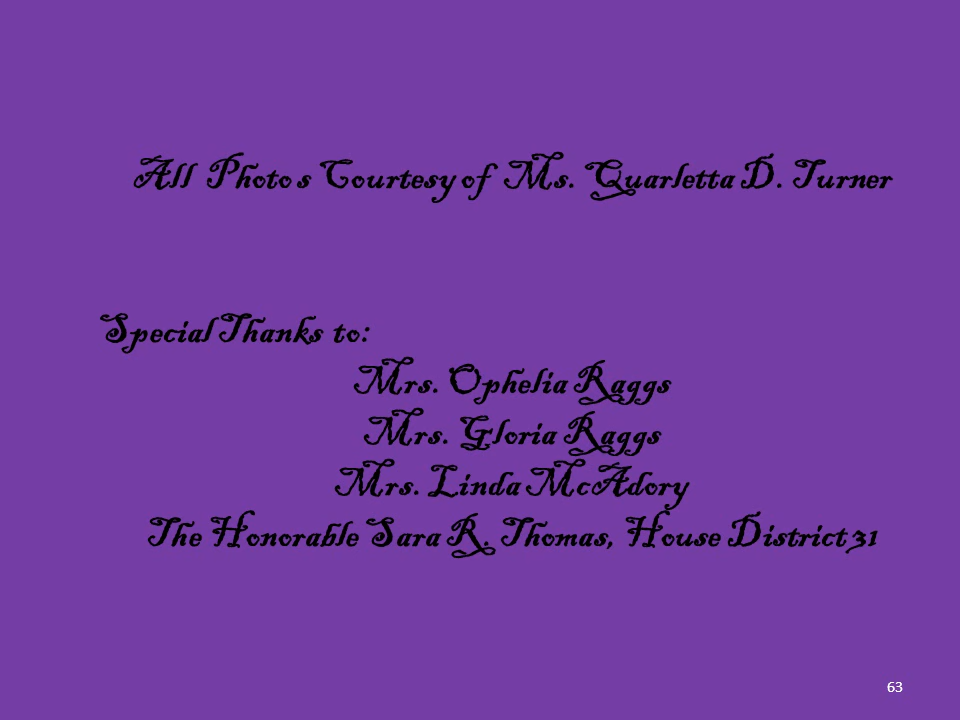 All Photos Courtesy of Ms. Quarletta D. Turner
Special Thanks to:
Mrs. Ophelia Raggs
Mrs. Gloria Raggs
Mrs. Linda McAdory
The Honorable Sara R. Thomas, House District 31
63